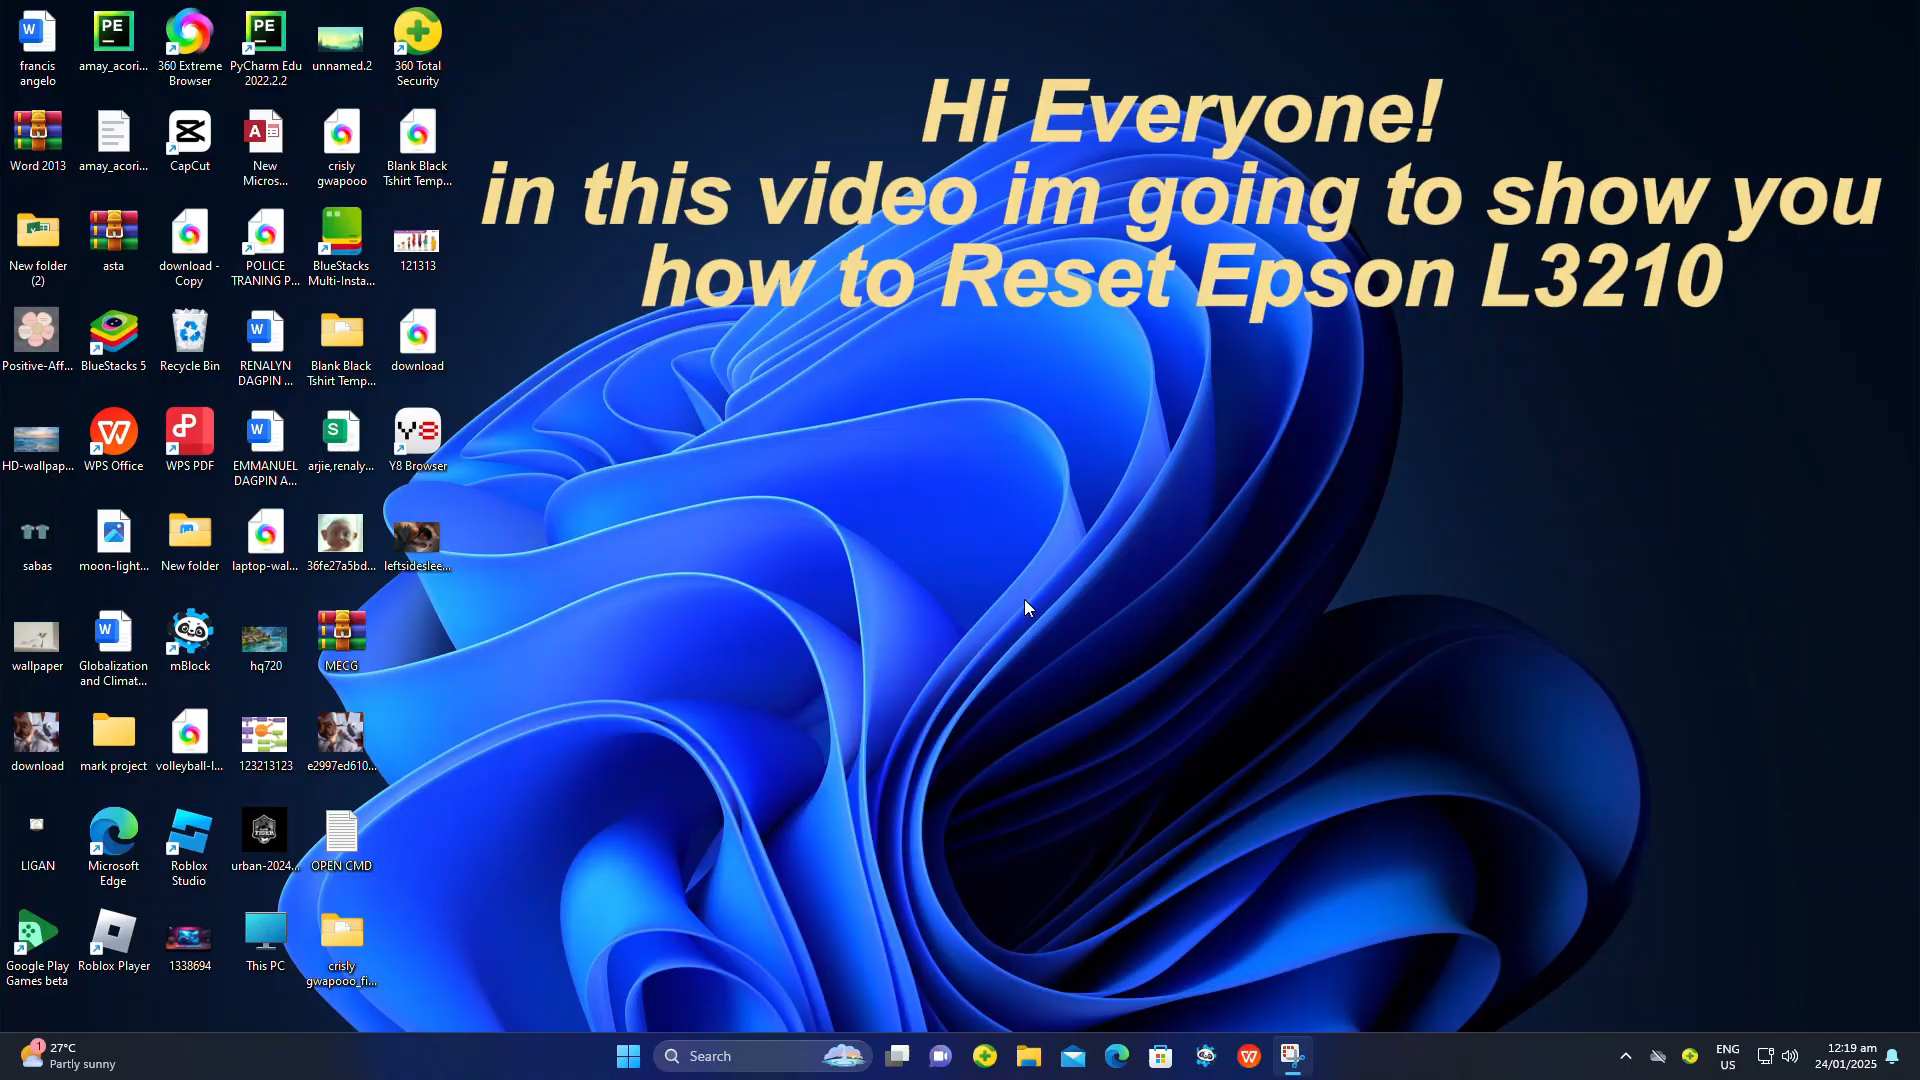 Hi Everyone!
in this video im going to show you
how to Reset Epson L3210
francis
angelo
amay_acori...
360 Extreme
Browser
PyCharm Edu
2022.2.2
unnamed.2
360 Total
Security
Word 2013
amay_acori...
CapCut
New
Micros...
crisly
gwapooo
Blank Black
Tshirt Temp...
New folder
(2)
asta
download -
Copy
POLICE
TRANING P...
BlueStacks
Multi-Insta...
121313
Positive-Aff...
BlueStacks 5
Recycle Bin
RENALYN
DAGPIN ...
Blank Black
Tshirt Temp...
download
HD-wallpap...
WPS Office
WPS PDF
EMMANUEL
DAGPIN A...
arjie,renaly...
Y8 Browser
sabas
moon-light...
New folder
laptop-wal...
36fe27a5bd...
leftsideslee...
wallpaper
Globalization
and Climat...
mBlock
hq720
MECG
download
mark project
volleyball-l...
123213123
e2997ed610...
LIGAN
Microsoft
Edge
Roblox
Studio
urban-2024...
OPEN CMD
Google Play
Games beta
Roblox Player
1338694
This PC
crisly
gwapooo_fi...
1
27°C
Partly sunny
Search
ENG
US
12:19 am
24/01/2025